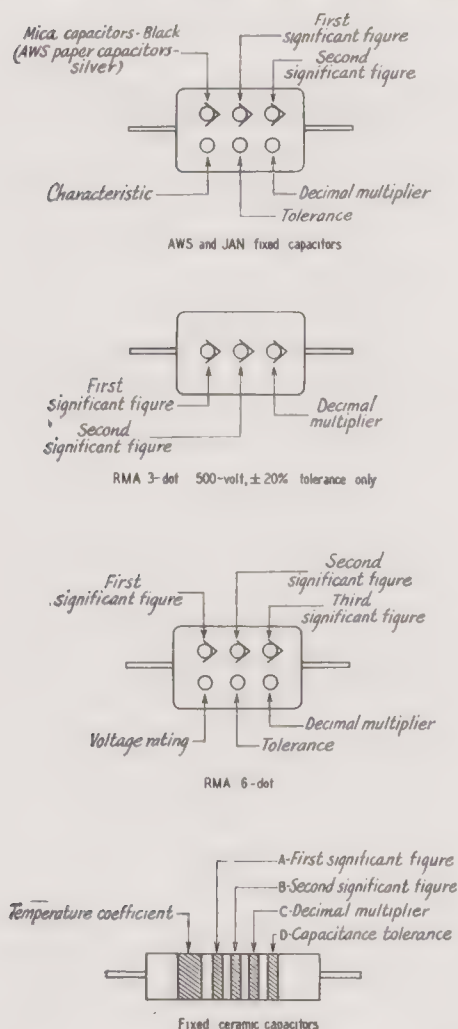 Mica capacitors - Black
(AWS paper capacitors-
silver)
First
significant figure
Second
significant figure
Characteristic
Decimal multiplier
Tolerance
AWS and JAN fixed capacitors
First
significant figure
Second
significant figure
Decimal
multiplier
RMA 3-dot 500-volt, ± 20% tolerance only
First
significant figure
Second
significant figure
Third
significant figure
Voltage rating
Tolerance
Decimal multiplier
RMA 6-dot
Temperature coefficient
A-First significant figure
B-Second significant figure
C-Decimal multiplier
D-Capacitance tolerance
Fixed ceramic capacitors